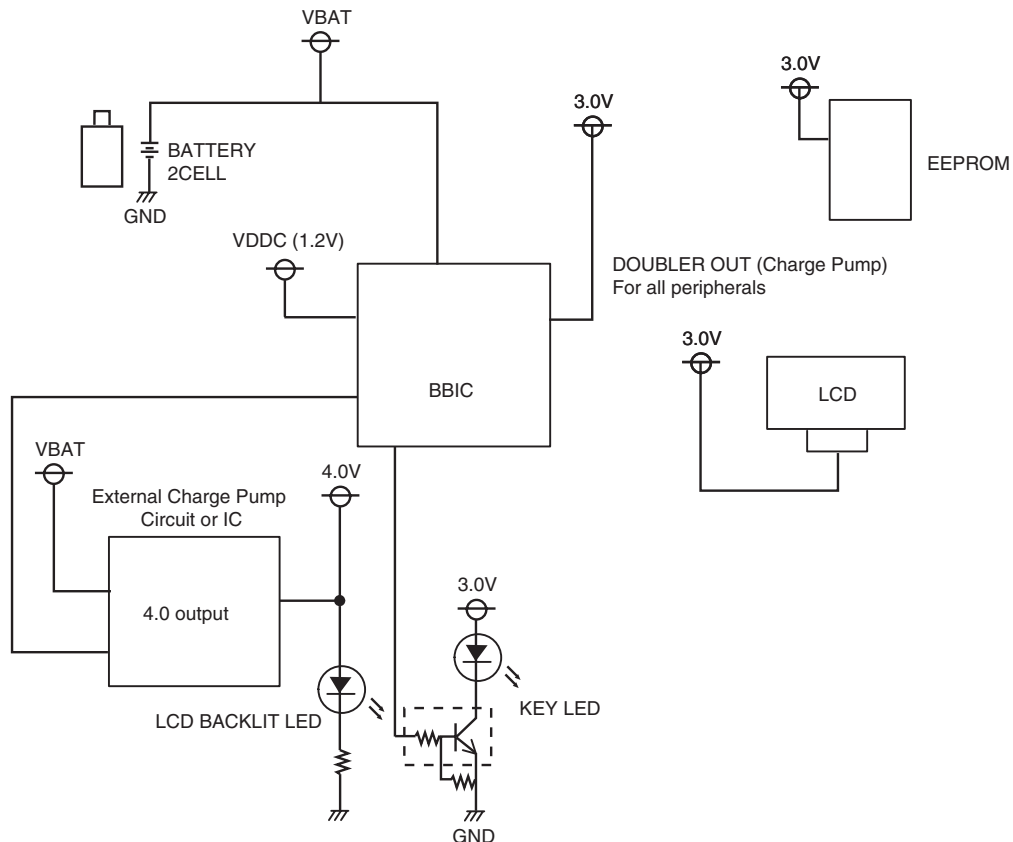 VBAT
3.0V
3.0V
BATTERY
2CELL
GND
EEPROM
VDDC (1.2V)
DOUBLER OUT (Charge Pump)
For all peripherals
3.0V
BBIC
LCD
VBAT
4.0V
External Charge Pump
Circuit or IC
4.0 output
3.0V
LCD BACKLIT LED
KEY LED
GND